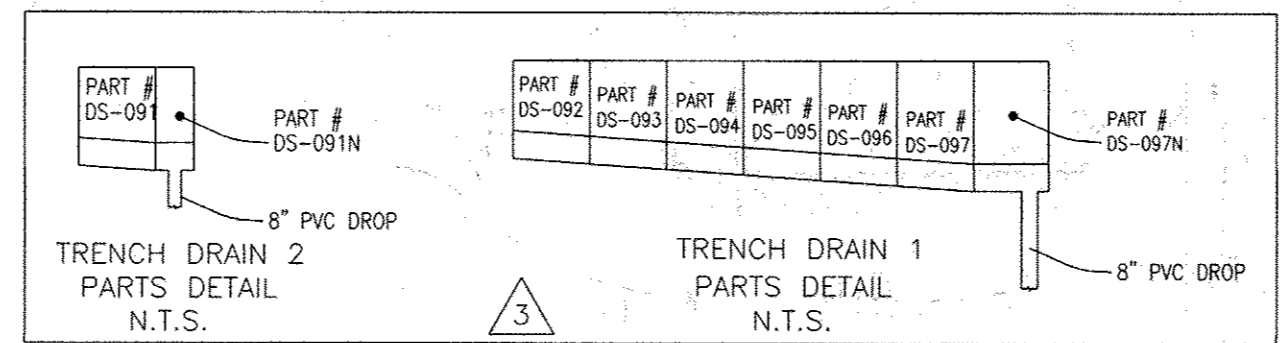 PART #
DS-091
PART #
DS-091N
8" PVC DROP
TRENCH DRAIN 2
PARTS DETAIL
N.T.S.
3
PART #
DS-092
PART #
DS-093
PART #
DS-094
PART #
DS-095
PART #
DS-096
PART #
DS-097
PART #
DS-097N
8" PVC DROP
TRENCH DRAIN 1
PARTS DETAIL
N.T.S.